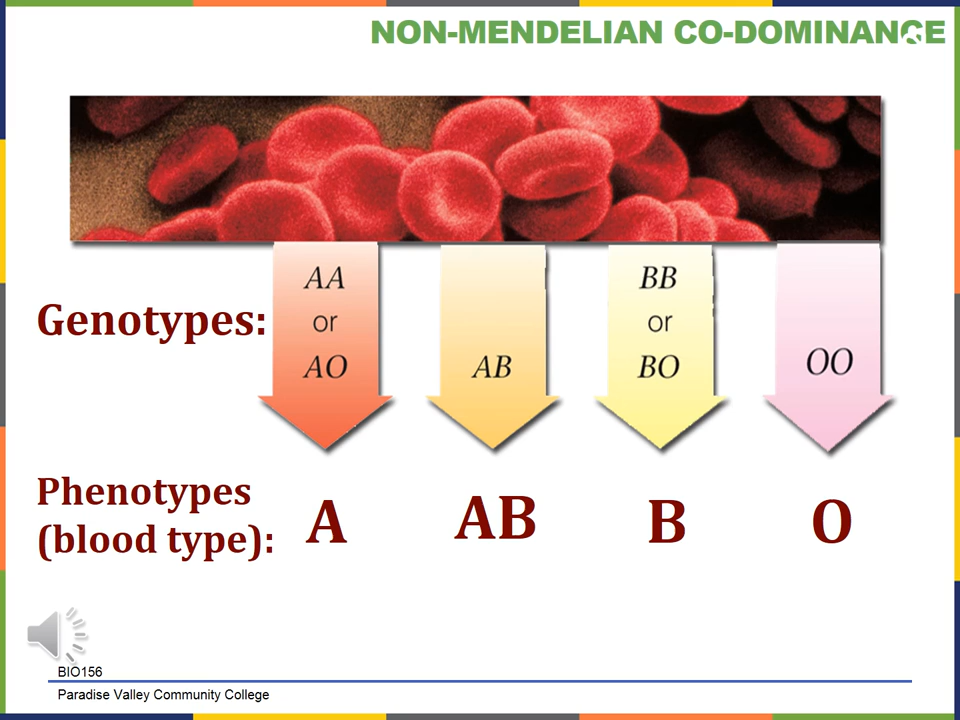 NON-MENDELIAN CO-DOMINANCE
Genotypes:
AA
or
AO
AB
BB
or
BO
OO
Phenotypes
(blood type):
A
AB
B
O
BIO156
Paradise Valley Community College